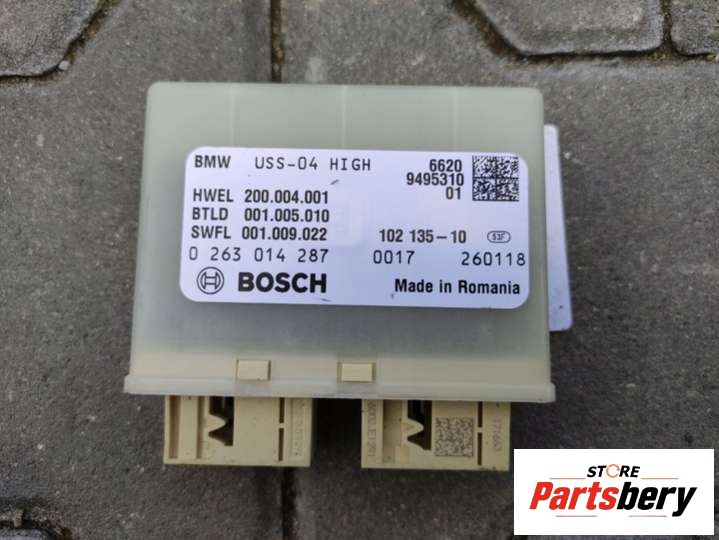 BMW USS-04 HIGH 6620
9495310
HWEL 200.004.001 01
BTLD 001.005.010
SWFL 001.009.022 102 135-10 53F
0 263 014 287 0017 260118
BOSCH Made in Romania
171663
STORE
Partsbery